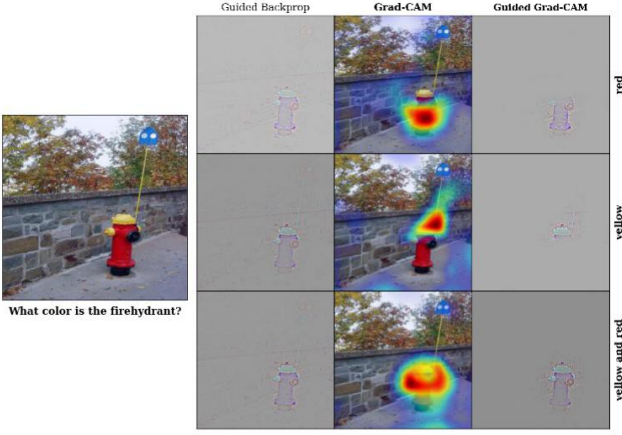 Guided Backprop Grad-CAM Guided Grad-CAM
red
What color is the firehydrant?
yellow
yellow and red